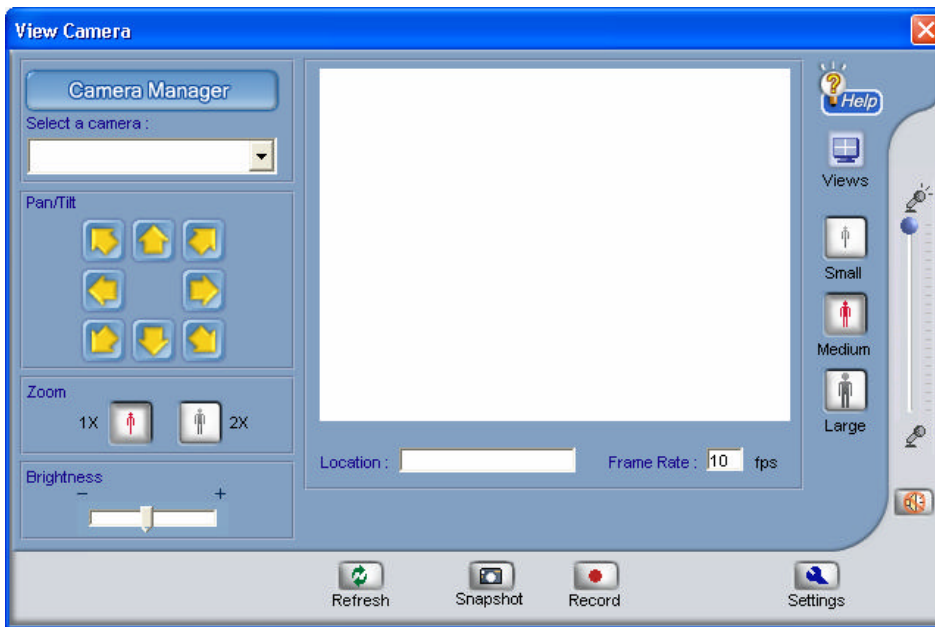 View Camera
Camera Manager
Select a camera :
Pan/Tilt
Zoom
1X
2X
Brightness
− +
Location :
Frame Rate : 10 fps
Help
Views
Small
Medium
Large
Refresh
Snapshot
Record
Settings